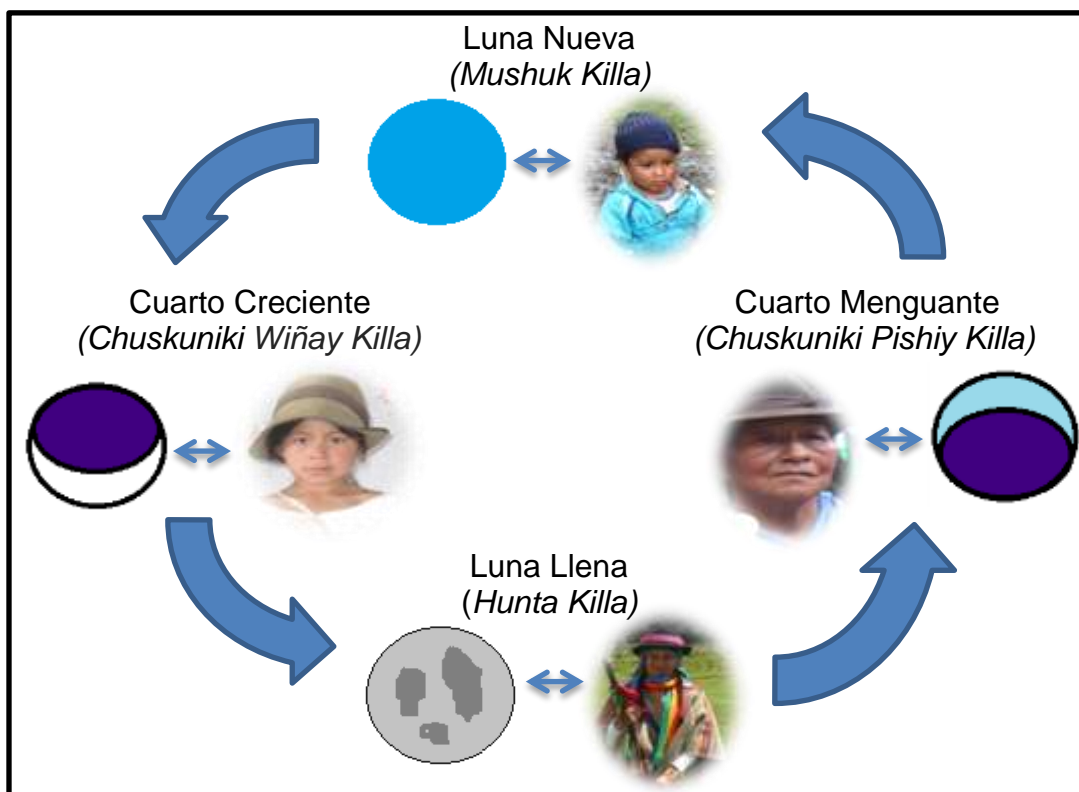 Luna Nueva
(Mushuk Killa)
Cuarto Creciente
(Chuskuniki Wiñay Killa)
Cuarto Menguante
(Chuskuniki Pishiy Killa)
Luna Llena
(Hunta Killa)